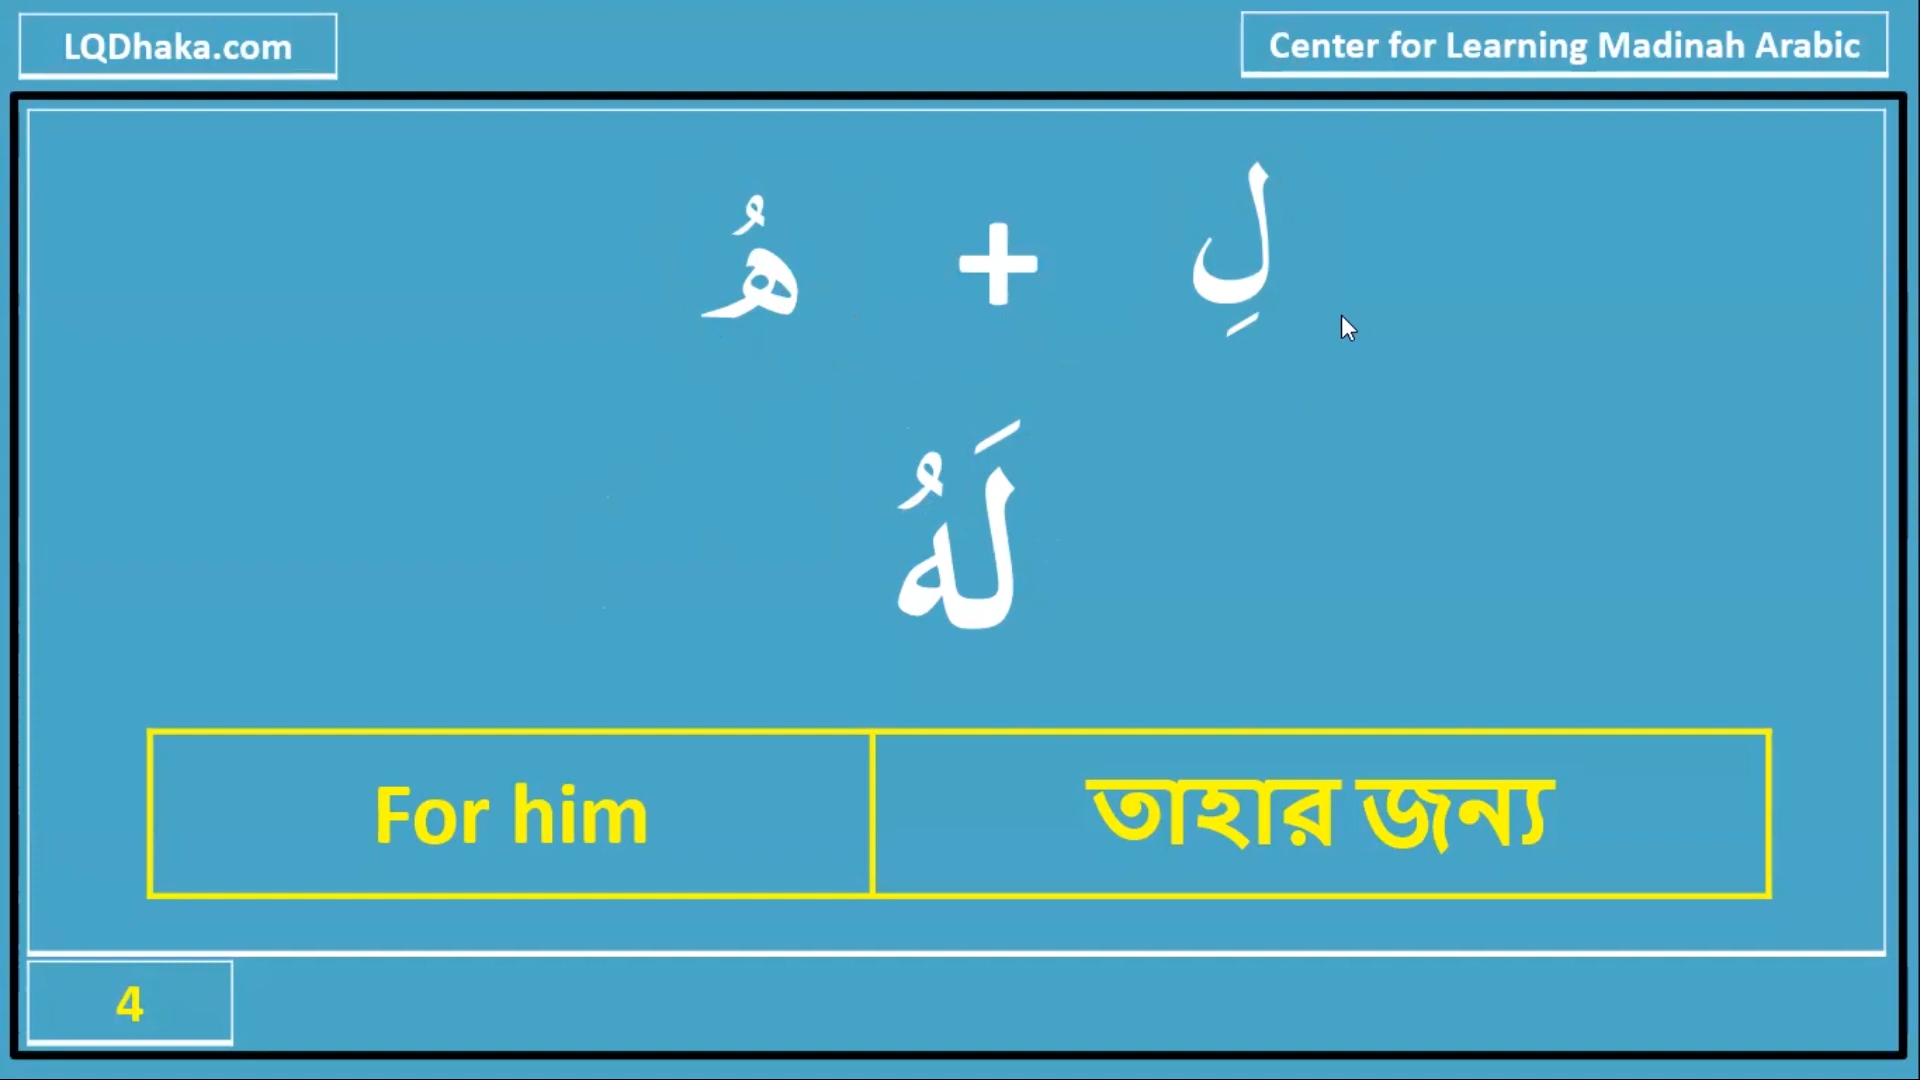 LQDhaka.com
Center for Learning Madinah Arabic
لِ + هُ
لَهُ
For him
তাহার জন্য
4